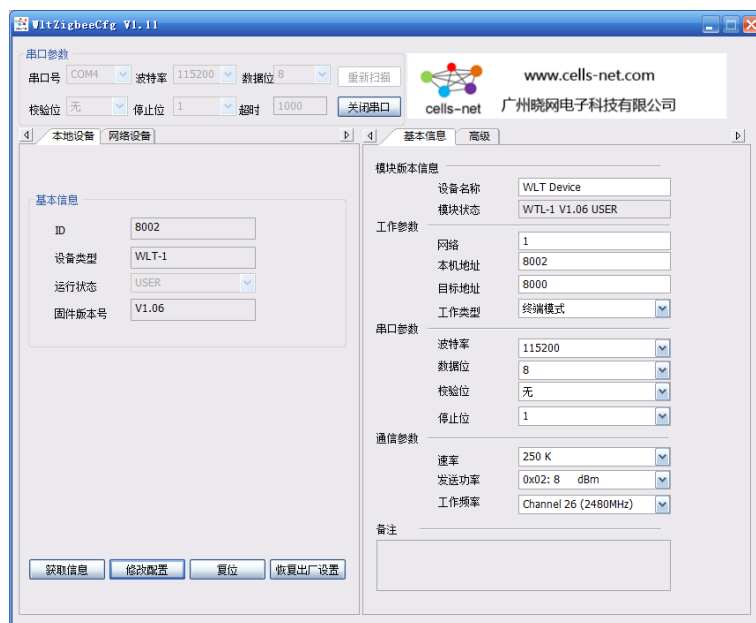 WltZigbeeCfg V1.11
串口参数
串口号 COM4 波特率 115200 数据位 8 重新扫描
校验位 无 停止位 1 超时 1000 关闭串口
cells-net
www.cells-net.com
广州晓网电子科技有限公司
本地设备 网络设备
基本信息
ID 8002
设备类型 WLT-1
运行状态 USER
固件版本号 V1.06
获取信息 修改配置 复位 恢复出厂设置
基本信息 高级
模块版本信息
设备名称 WLT Device
模块状态 WTL-1 V1.06 USER
工作参数
网络 1
本机地址 8002
目标地址 8000
工作类型 终端模式
串口参数
波特率 115200
数据位 8
校验位 无
停止位 1
通信参数
速率 250 K
发送功率 0x02: 8 dBm
工作频率 Channel 26 (2480MHz)
备注